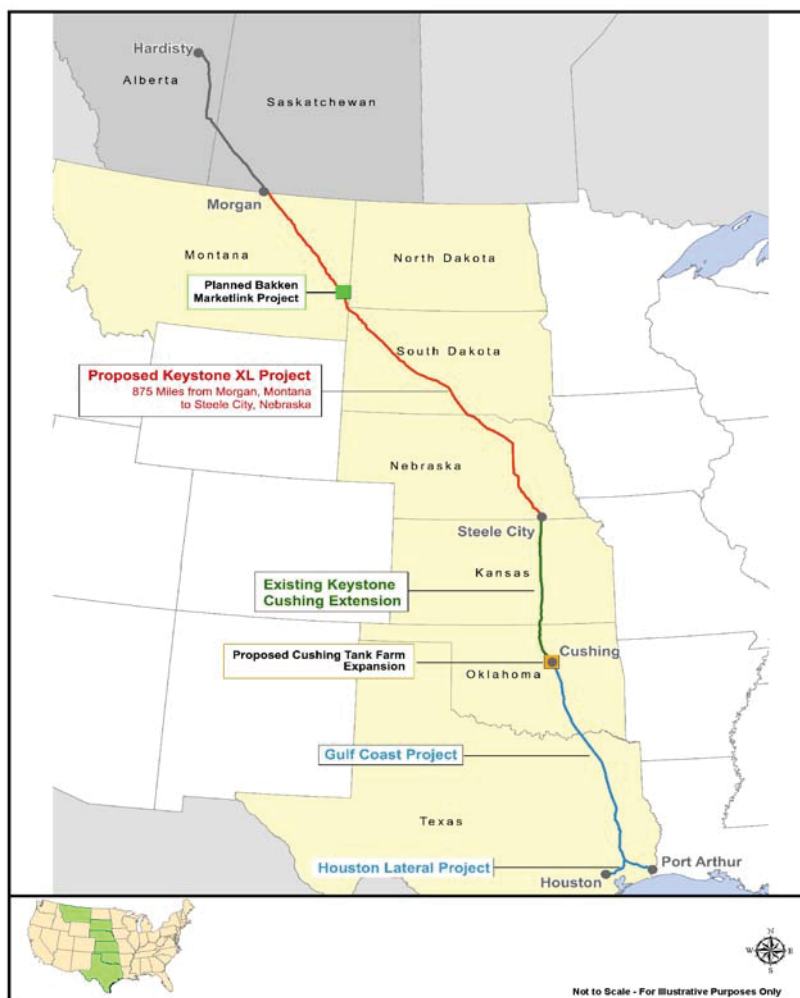 Hardisty
Alberta
Saskatchewan
Morgan
Montana
North Dakota
Planned Bakken
Marketlink Project
South Dakota
Proposed Keystone XL Project
875 Miles from Morgan, Montana
to Steele City, Nebraska
Nebraska
Steele City
Kansas
Existing Keystone
Cushing Extension
Cushing
Proposed Cushing Tank Farm
Expansion
Oklahoma
Gulf Coast Project
Texas
Houston Lateral Project
Port Arthur
Houston
N
W
E
S
Not to Scale - For Illustrative Purposes Only